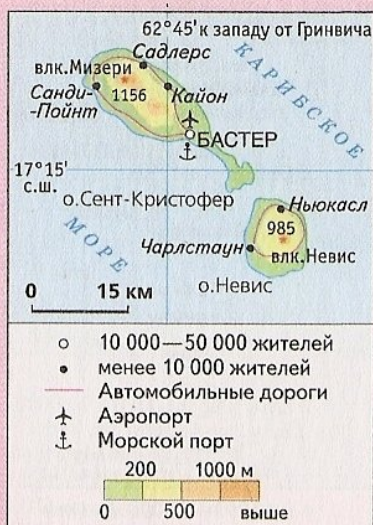 62°45' к западу от Гринвича
Садлерс
КАРИБСКОЕ
влк.Мизери
Санди-
-Пойнт
1156
Кайон
БАСТЕР
17°15'
с.ш.
о.Сент-Кристофер
Ньюкасл
985
МОРЕ
Чарлстаун
влк.Невис
о.Невис
0 15 км
10 000—50 000 жителей
менее 10 000 жителей
Автомобильные дороги
Аэропорт
Морской порт
200 1000 м
0 500 выше